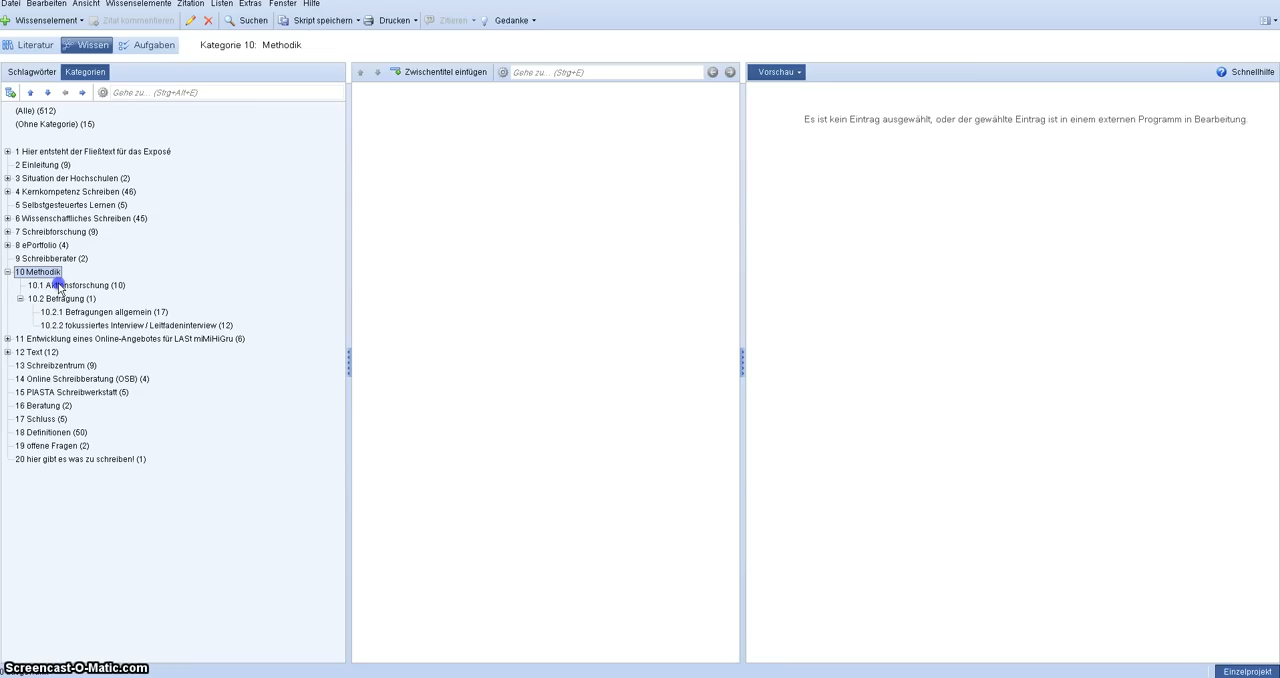 Datei Bearbeiten Ansicht Wissenselemente Zitation Listen Extras Fenster Hilfe
Wissenselement Zitat kommentieren Suchen Skript speichern Drucken Zitieren Gedanke
Literatur Wissen Aufgaben Kategorie 10: Methodik
Schlagwörter Kategorien Zwischentitel einfügen Gehe zu... (Strg+E) Vorschau Schnellhilfe
Gehe zu... (Strg+Alt+E)
(Alle) (512)
(Ohne Kategorie) (15)
Es ist kein Eintrag ausgewählt, oder der gewählte Eintrag ist in einem externen Programm in Bearbeitung.
1 Hier entsteht der Fließtext für das Exposé
2 Einleitung (9)
3 Situation der Hochschulen (2)
4 Kernkompetenz Schreiben (46)
5 Selbstgesteuertes Lernen (5)
6 Wissenschaftliches Schreiben (45)
7 Schreibforschung (9)
8 ePortfolio (4)
9 Schreibberater (2)
10 Methodik
10.1 Aktionsforschung (10)
10.2 Befragung (1)
10.2.1 Befragungen allgemein (17)
10.2.2 fokussiertes Interview / Leitfadeninterview (12)
11 Entwicklung eines Online-Angebotes für LASt miMiHiGru (6)
12 Text (12)
13 Schreibzentrum (9)
14 Online Schreibberatung (OSB) (4)
15 PIASTA Schreibwerkstatt (5)
16 Beratung (2)
17 Schluss (5)
18 Definitionen (50)
19 offene Fragen (2)
20 hier gibt es was zu schreiben! (1)
Screencast-O-Matic.com
Einzelprojekt